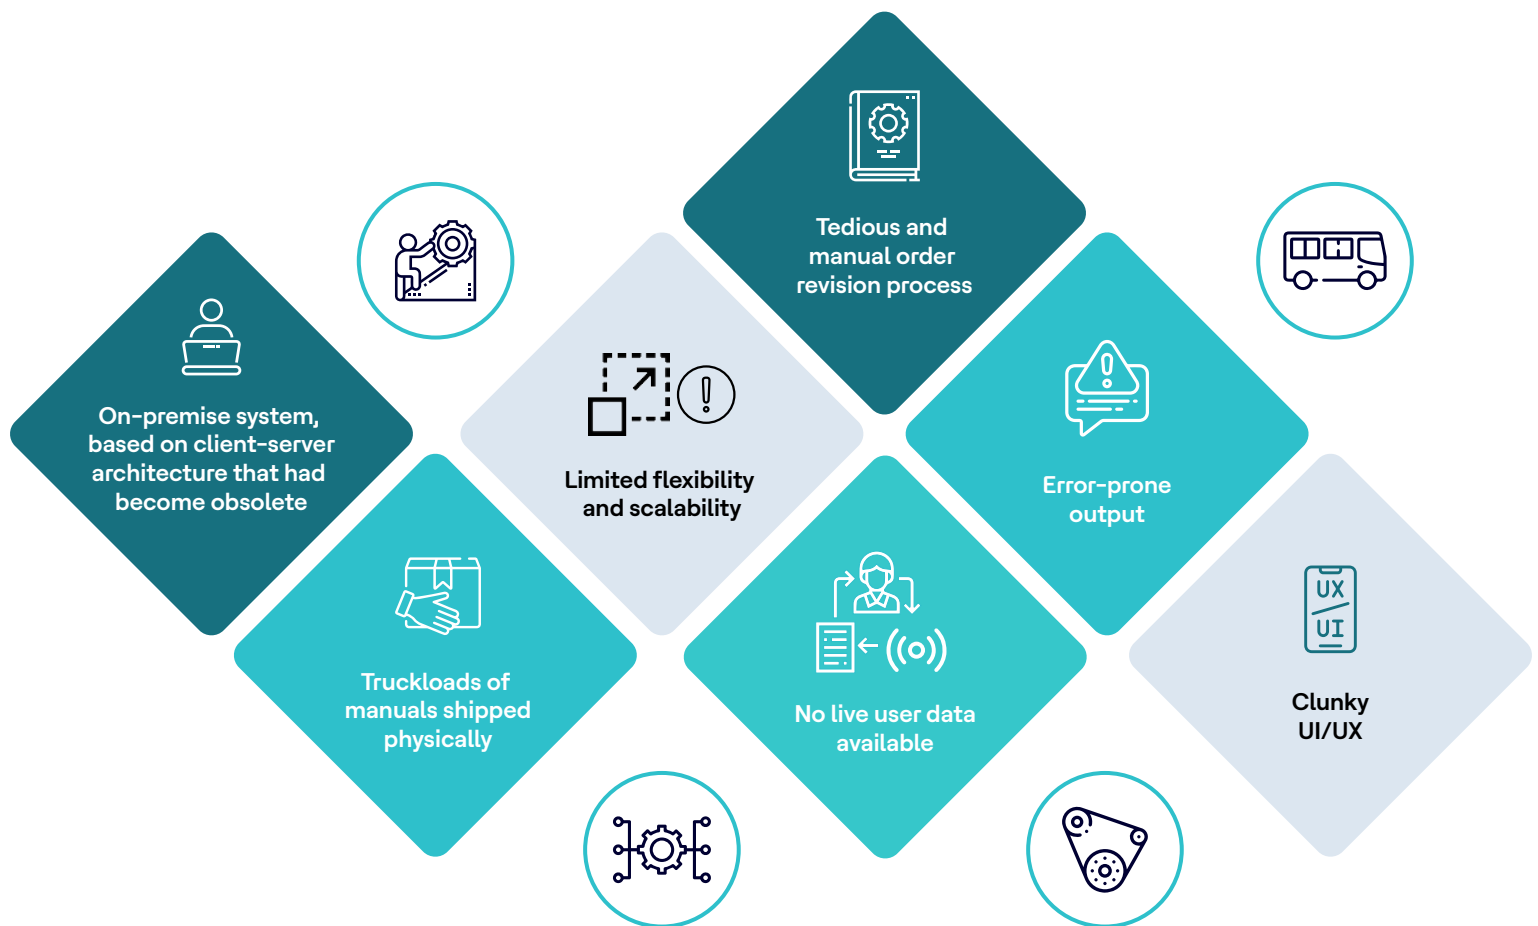 Tedious and
manual order
revision process
On-premise system,
based on client-server
architecture that had
become obsolete
Limited flexibility
and scalability
Error-prone
output
Truckloads of
manuals shipped
physically
No live user data
available
UX
UI
Clunky
UI/UX